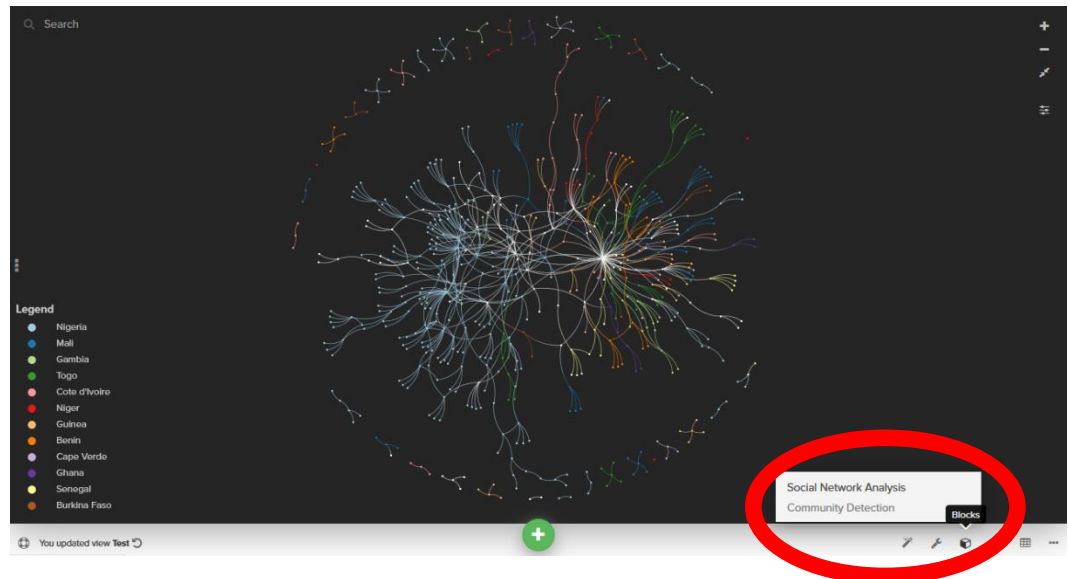 Search
Legend
Nigeria
Mali
Gambia
Togo
Cote d'Ivoire
Niger
Guinea
Benin
Cape Verde
Ghana
Senegal
Burkina Faso
Social Network Analysis
Community Detection
Blocks
You updated view Test